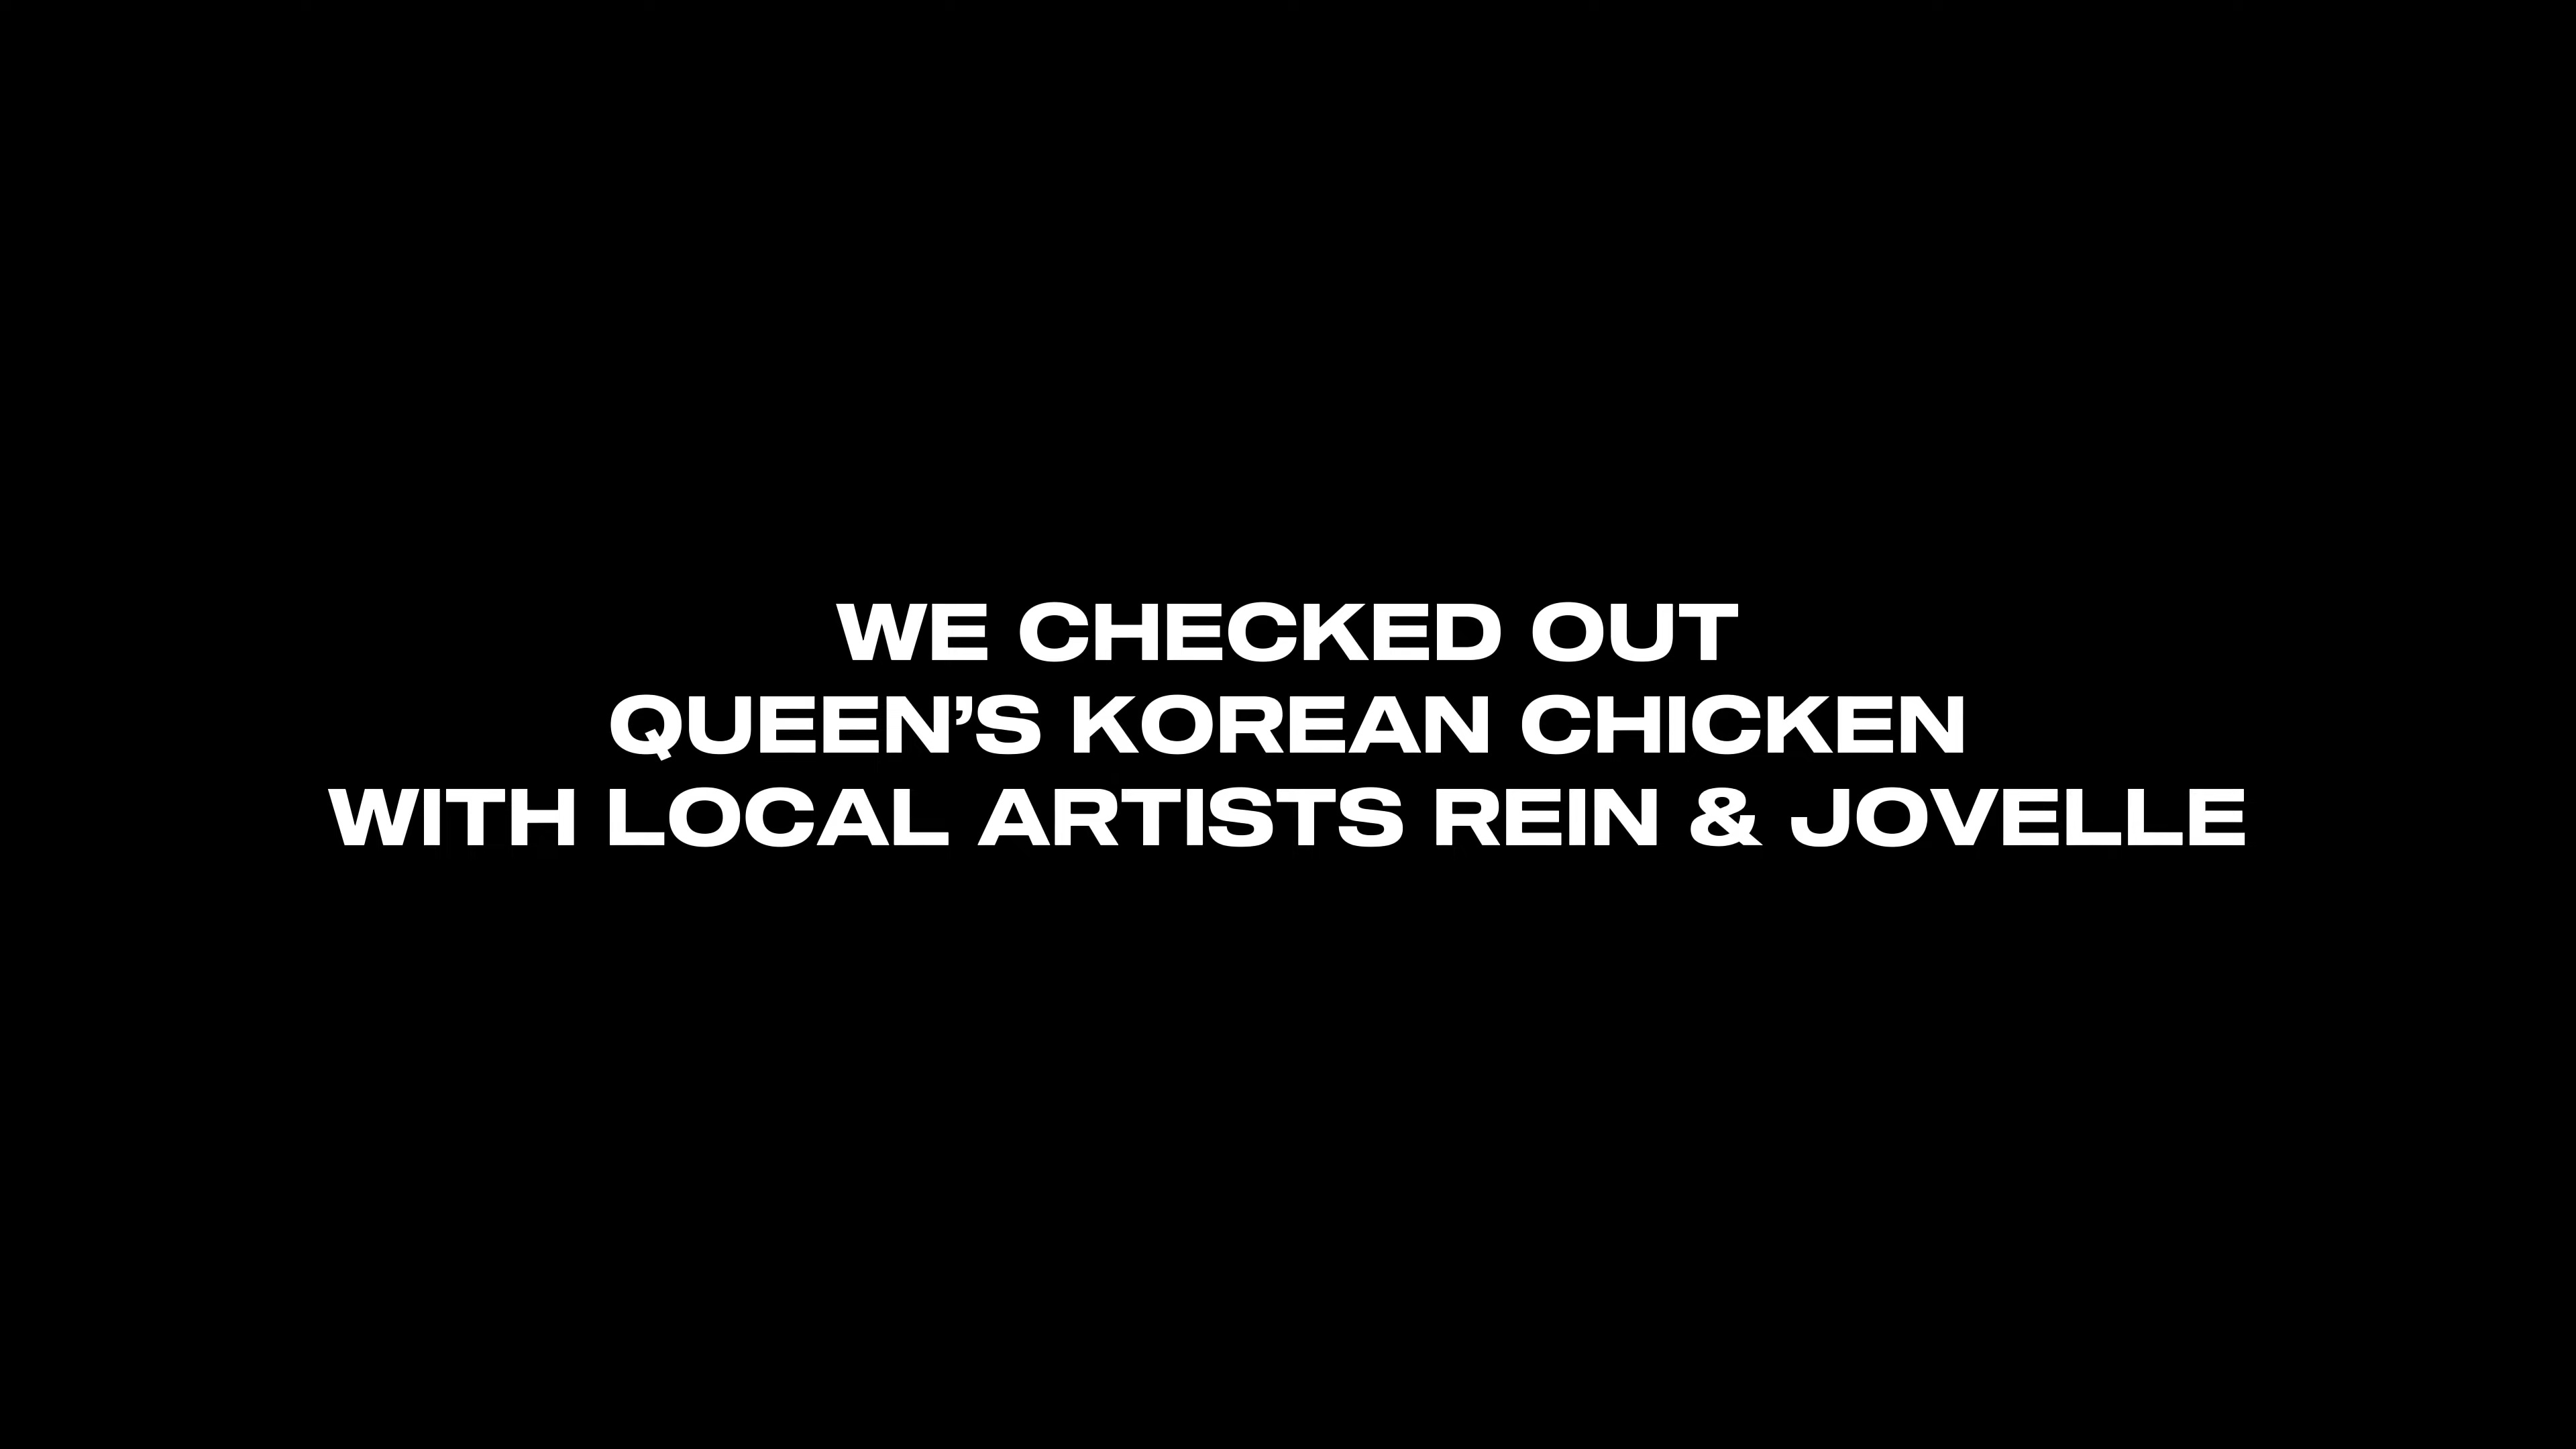 WE CHECKED OUT
QUEEN’S KOREAN CHICKEN
WITH LOCAL ARTISTS REIN & JOVELLE